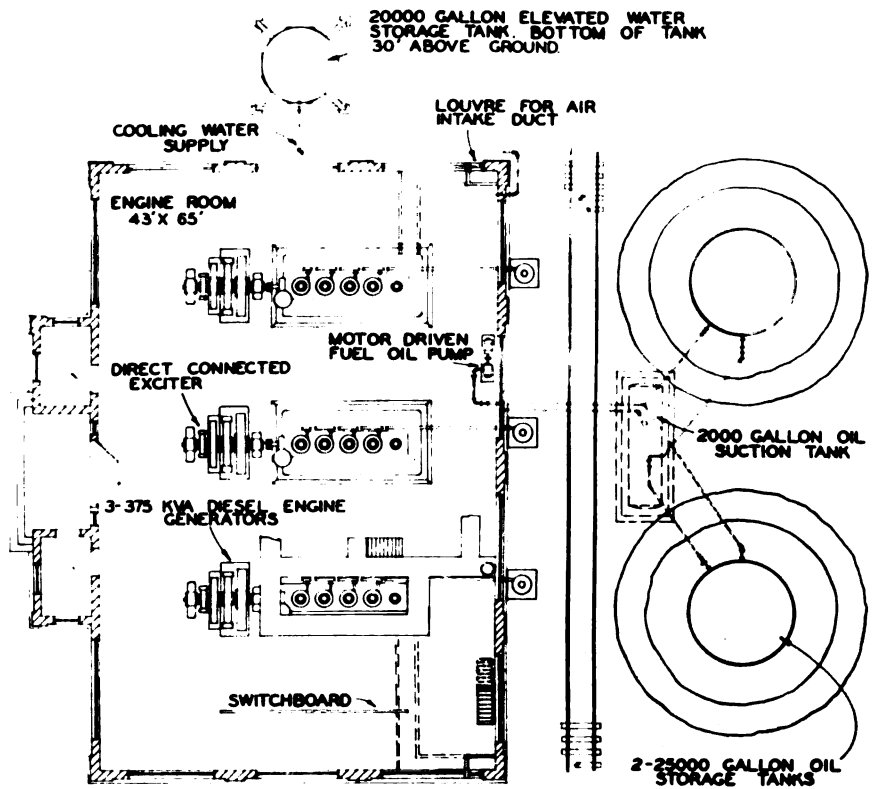 20000 GALLON ELEVATED WATER
STORAGE TANK. BOTTOM OF TANK
30' ABOVE GROUND.
LOUVRE FOR AIR
INTAKE DUCT
COOLING WATER
SUPPLY
ENGINE ROOM
43' X 65'
MOTOR DRIVEN
FUEL OIL PUMP
DIRECT CONNECTED
EXCITER
2000 GALLON OIL
SUCTION TANK
3-375 KVA DIESEL ENGINE
GENERATORS
SWITCHBOARD
2-25000 GALLON OIL
STORAGE TANKS